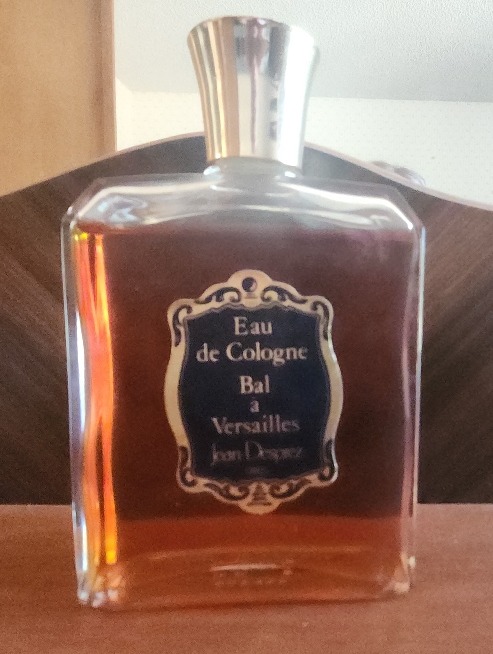 Eau
de Cologne
Bal
à
Versailles
Jean Desprez